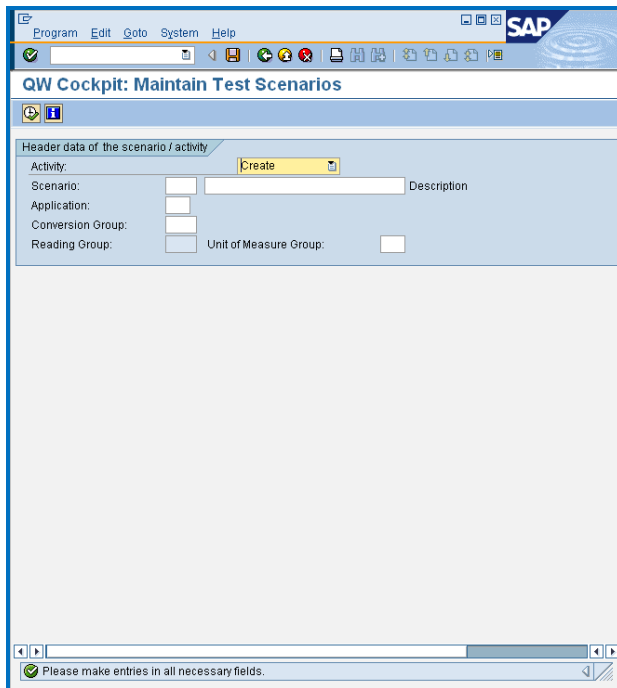 Program Edit Goto System Help
SAP
QW Cockpit: Maintain Test Scenarios
Header data of the scenario / activity
Activity: Create
Scenario: Description
Application:
Conversion Group:
Reading Group: Unit of Measure Group:
Please make entries in all necessary fields.